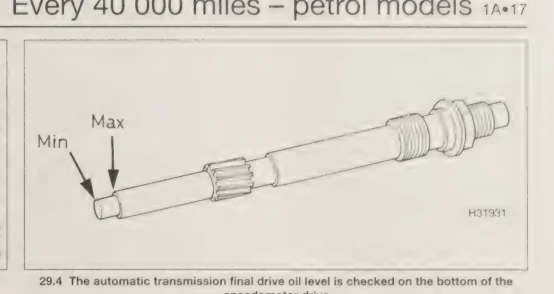 Every 40 000 miles – petrol models 1A•17
Max
Min
H31931
29.4 The automatic transmission final drive oil level is checked on the bottom of the
speedometer drive